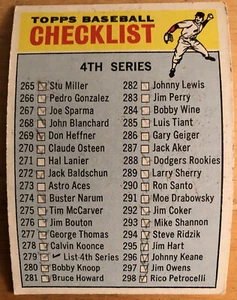 TOPPS BASEBALL
CHECKLIST
4TH SERIES
265 Stu Miller
266 Pedro Gonzalez
267 Joe Sparma
268 John Blanchard
269 Don Heffner
270 Claude Osteen
271 Hal Lanier
272 Jack Baldschun
273 Astro Aces
274 Buster Narum
275 Tim McCarver
276 Jim Bouton
277 George Thomas
278 Calvin Koonce
279 List-4th Series
280 Bobby Knoop
281 Bruce Howard
282 Johnny Lewis
283 Jim Perry
284 Bobby Wine
285 Luis Tiant
286 Gary Geiger
287 Jack Aker
288 Dodgers Rookies
289 Larry Sherry
290 Ron Santo
291 Moe Drabowsky
292 Jim Coker
293 Mike Shannon
294 Steve Ridzik
295 Jim Hart
296 Johnny Keane
297 Jim Owens
298 Rico Petrocelli